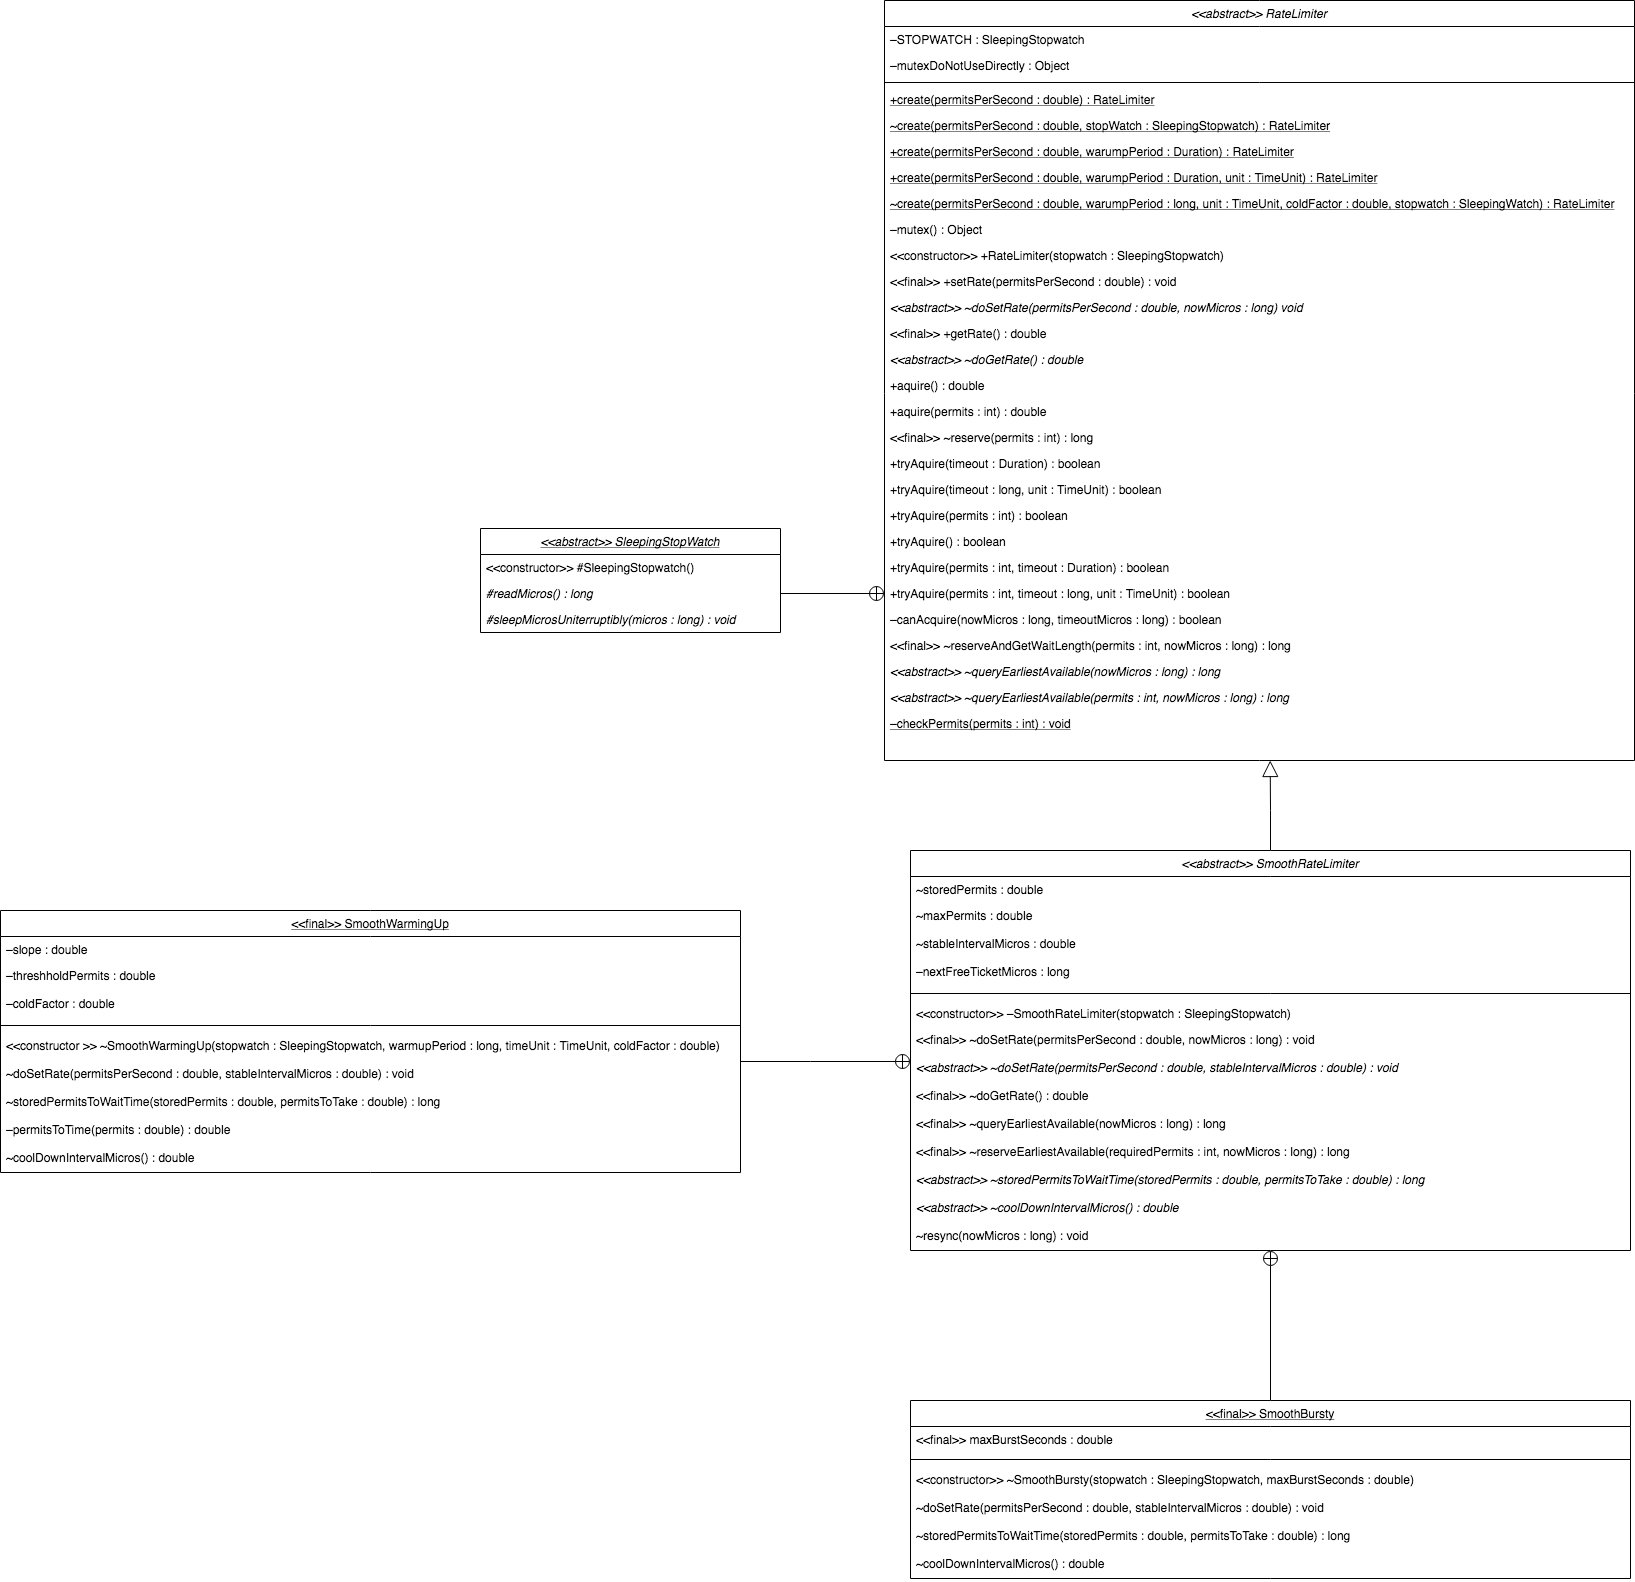 <<abstract>> RateLimiter
–STOPWATCH : SleepingStopwatch
–mutexDoNotUseDirectly : Object
+create(permitsPerSecond : double) : RateLimiter
~create(permitsPerSecond : double, stopWatch : SleepingStopwatch) : RateLimiter
+create(permitsPerSecond : double, warumpPeriod : Duration) : RateLimiter
+create(permitsPerSecond : double, warumpPeriod : Duration, unit : TimeUnit) : RateLimiter
~create(permitsPerSecond : double, warumpPeriod : long, unit : TimeUnit, coldFactor : double, stopwatch : SleepingWatch) : RateLimiter
–mutex() : Object
<<constructor>> +RateLimiter(stopwatch : SleepingStopwatch)
<<final>> +setRate(permitsPerSecond : double) : void
<<abstract>> ~doSetRate(permitsPerSecond : double, nowMicros : long) void
<<final>> +getRate() : double
<<abstract>> ~doGetRate() : double
+aquire() : double
+aquire(permits : int) : double
<<final>> ~reserve(permits : int) : long
+tryAquire(timeout : Duration) : boolean
+tryAquire(timeout : long, unit : TimeUnit) : boolean
+tryAquire(permits : int) : boolean
+tryAquire() : boolean
+tryAquire(permits : int, timeout : Duration) : boolean
+tryAquire(permits : int, timeout : long, unit : TimeUnit) : boolean
–canAcquire(nowMicros : long, timeoutMicros : long) : boolean
<<final>> ~reserveAndGetWaitLength(permits : int, nowMicros : long) : long
<<abstract>> ~queryEarliestAvailable(nowMicros : long) : long
<<abstract>> ~queryEarliestAvailable(permits : int, nowMicros : long) : long
–checkPermits(permits : int) : void
<<abstract>> SleepingStopWatch
<<constructor>> #SleepingStopwatch()
#readMicros() : long
#sleepMicrosUniterruptibly(micros : long) : void
<<abstract>> SmoothRateLimiter
~storedPermits : double
~maxPermits : double
~stableIntervalMicros : double
–nextFreeTicketMicros : long
<<constructor>> –SmoothRateLimiter(stopwatch : SleepingStopwatch)
<<final>> ~doSetRate(permitsPerSecond : double, nowMicros : long) : void
<<abstract>> ~doSetRate(permitsPerSecond : double, stableIntervalMicros : double) : void
<<final>> ~doGetRate() : double
<<final>> ~queryEarliestAvailable(nowMicros : long) : long
<<final>> ~reserveEarliestAvailable(requiredPermits : int, nowMicros : long) : long
<<abstract>> ~storedPermitsToWaitTime(storedPermits : double, permitsToTake : double) : long
<<abstract>> ~coolDownIntervalMicros() : double
~resync(nowMicros : long) : void
<<final>> SmoothWarmingUp
–slope : double
–threshholdPermits : double
–coldFactor : double
<<constructor >> ~SmoothWarmingUp(stopwatch : SleepingStopwatch, warmupPeriod : long, timeUnit : TimeUnit, coldFactor : double)
~doSetRate(permitsPerSecond : double, stableIntervalMicros : double) : void
~storedPermitsToWaitTime(storedPermits : double, permitsToTake : double) : long
–permitsToTime(permits : double) : double
~coolDownIntervalMicros() : double
<<final>> SmoothBursty
<<final>> maxBurstSeconds : double
<<constructor>> ~SmoothBursty(stopwatch : SleepingStopwatch, maxBurstSeconds : double)
~doSetRate(permitsPerSecond : double, stableIntervalMicros : double) : void
~storedPermitsToWaitTime(storedPermits : double, permitsToTake : double) : long
~coolDownIntervalMicros() : double